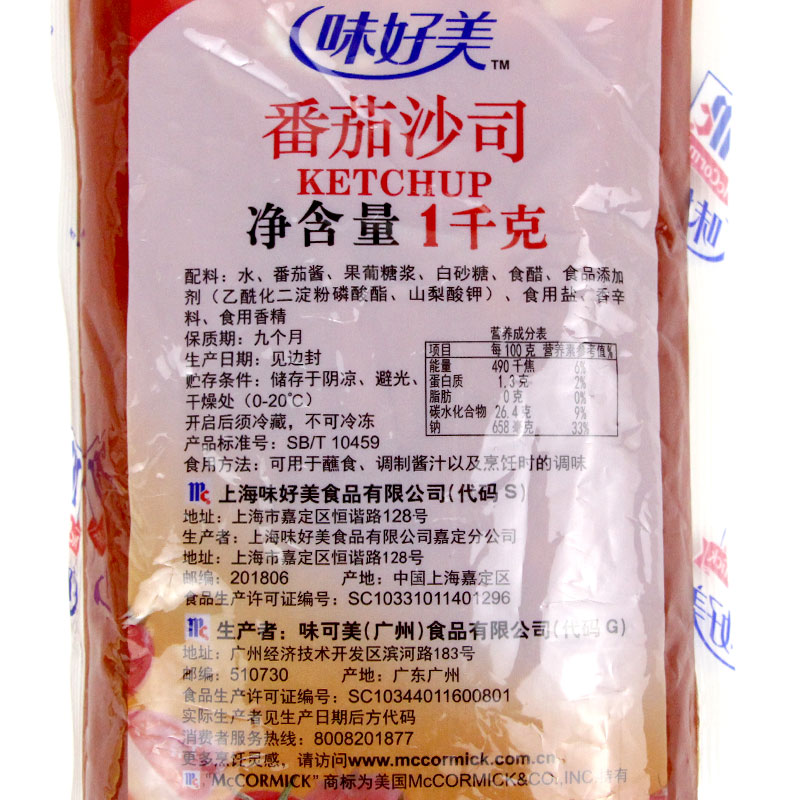 味好美™
番茄沙司
KETCHUP
净含量 1千克
配料：水、番茄酱、果葡糖浆、白砂糖、食醋、食品添加
剂（乙酰化二淀粉磷酸酯、山梨酸钾）、食用盐、香辛
料、食用香精
保质期：九个月
生产日期：见边封
贮存条件：储存于阴凉、避光、
干燥处（0-20℃）
开启后须冷藏，不可冷冻
产品标准号：SB/T 10459
营养成分表
项目 每100克 营养素参考值%
能量 490千焦 6%
蛋白质 1.3克 2%
脂肪 0克 0%
碳水化合物 26.4克 9%
钠 658毫克 33%
食用方法：可用于蘸食、调制酱汁以及烹饪时的调味
上海味好美食品有限公司（代码S）
地址：上海市嘉定区恒谐路128号
生产者：上海味好美食品有限公司嘉定分公司
地址：上海市嘉定区恒谐路128号
邮编：201806 产地：中国上海嘉定区
食品生产许可证编号：SC10331011401296
生产者：味可美（广州）食品有限公司（代码G）
地址：广州经济技术开发区滨河路183号
邮编：510730 产地：广东广州
食品生产许可证编号：SC10344011600801
实际生产者见生产日期后方代码
消费者服务热线：8008201877
更多烹饪灵感，请访问www.mccormick.com.cn
"McCORMICK"商标为美国McCORMICK&CO.,INC.特有